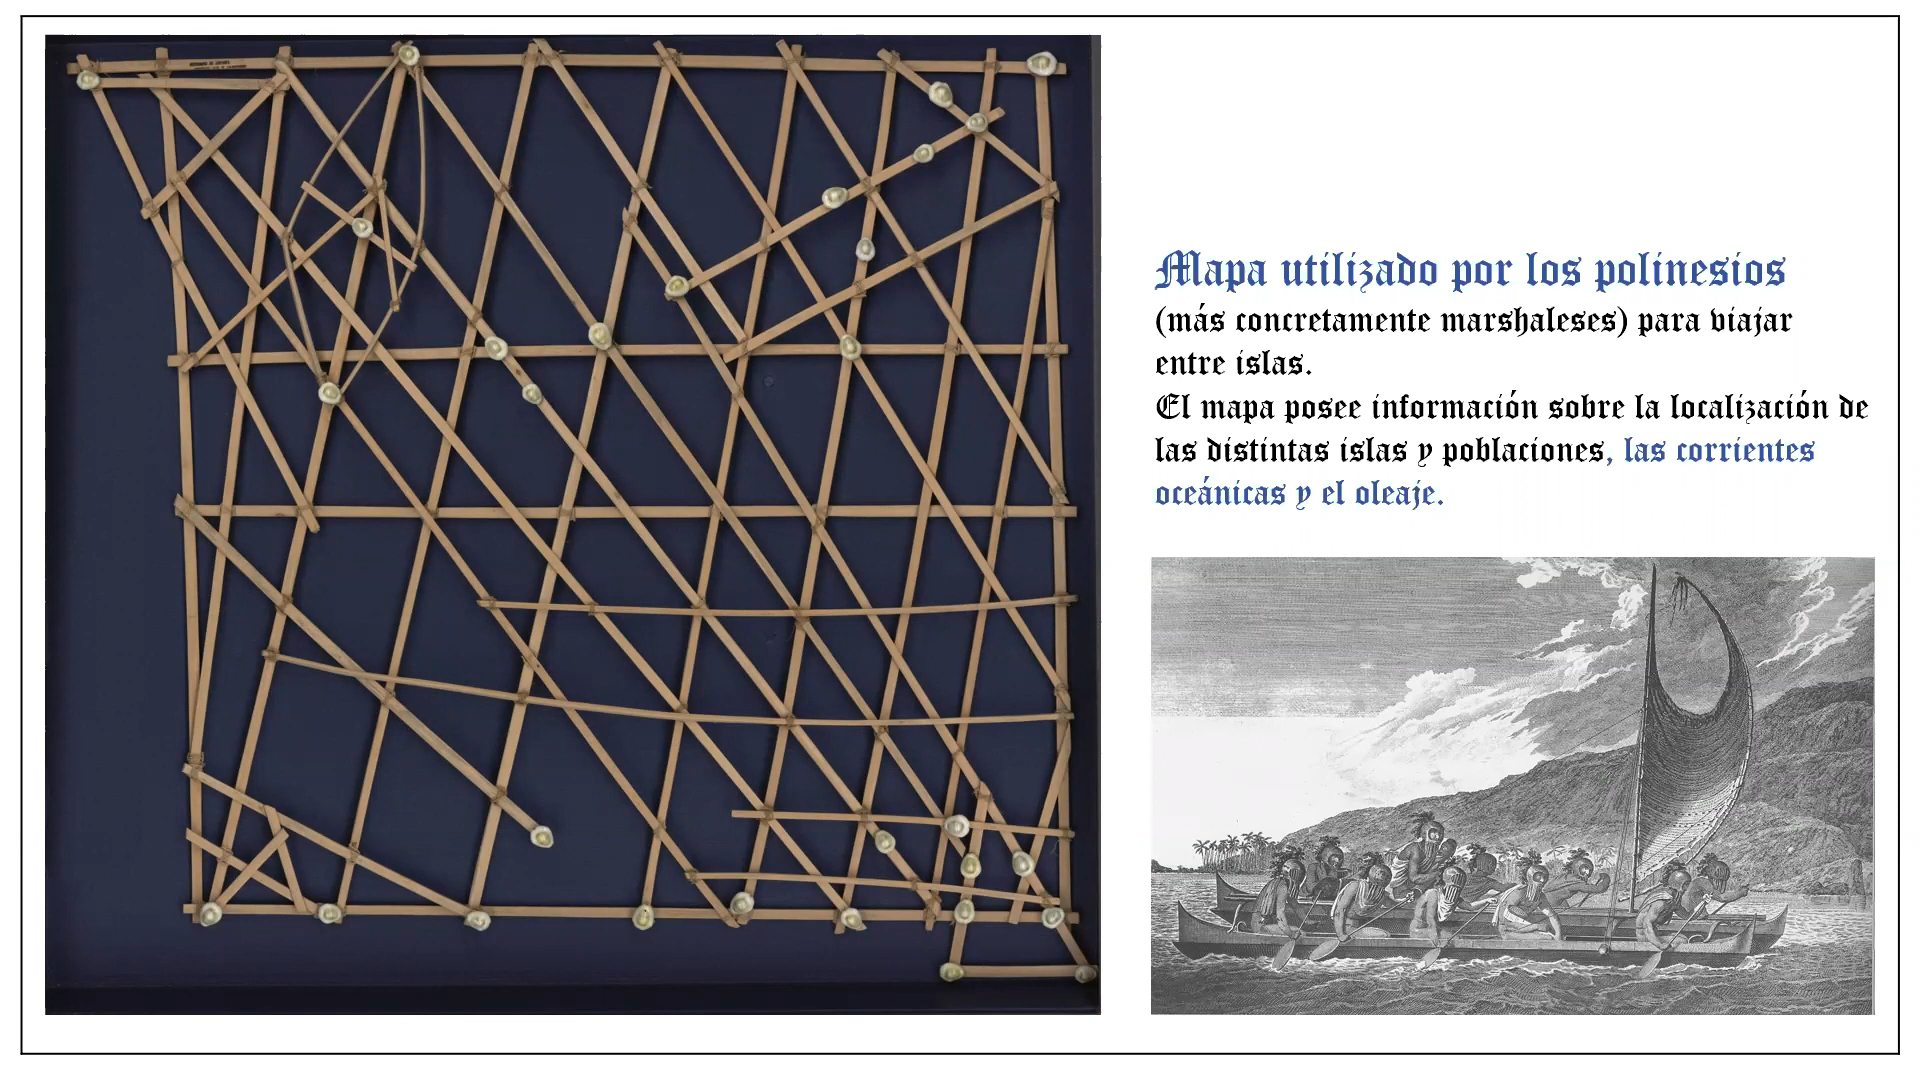 Mapa utilizado por los polinesios
(más concretamente marshaleses) para viajar
entre islas.
El mapa posee información sobre la localización de
las distintas islas y poblaciones, las corrientes
oceánicas y el oleaje.